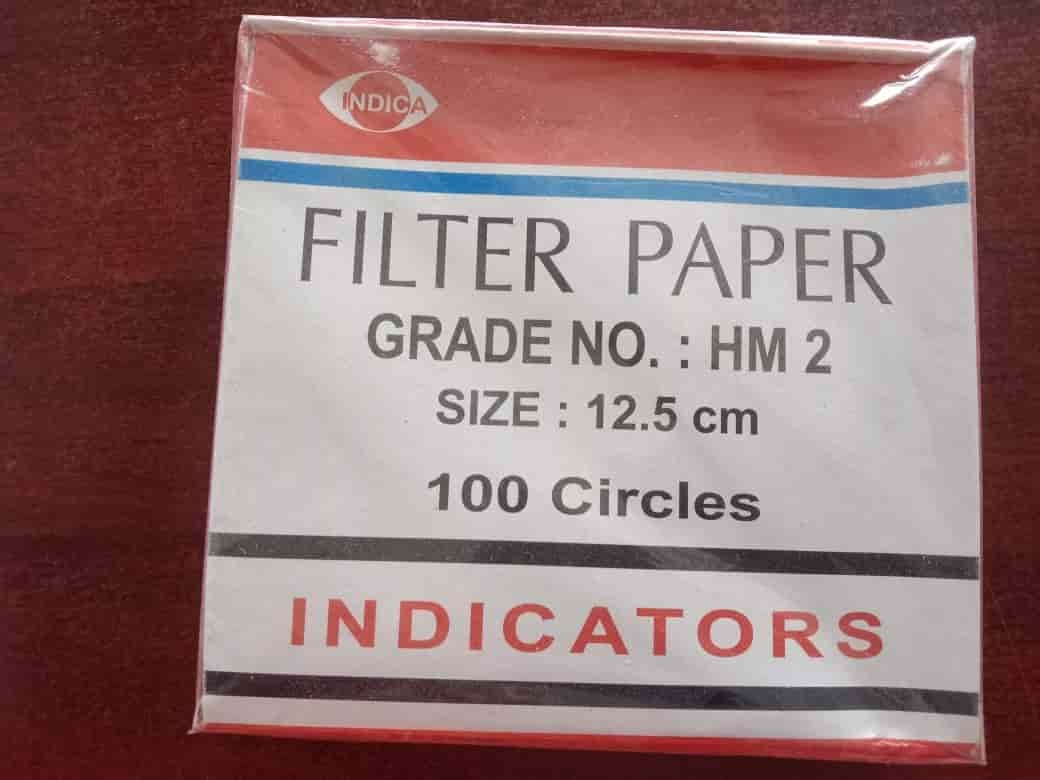 INDICA
FILTER PAPER
GRADE NO. : HM 2
SIZE : 12.5 cm
100 Circles
INDICATORS